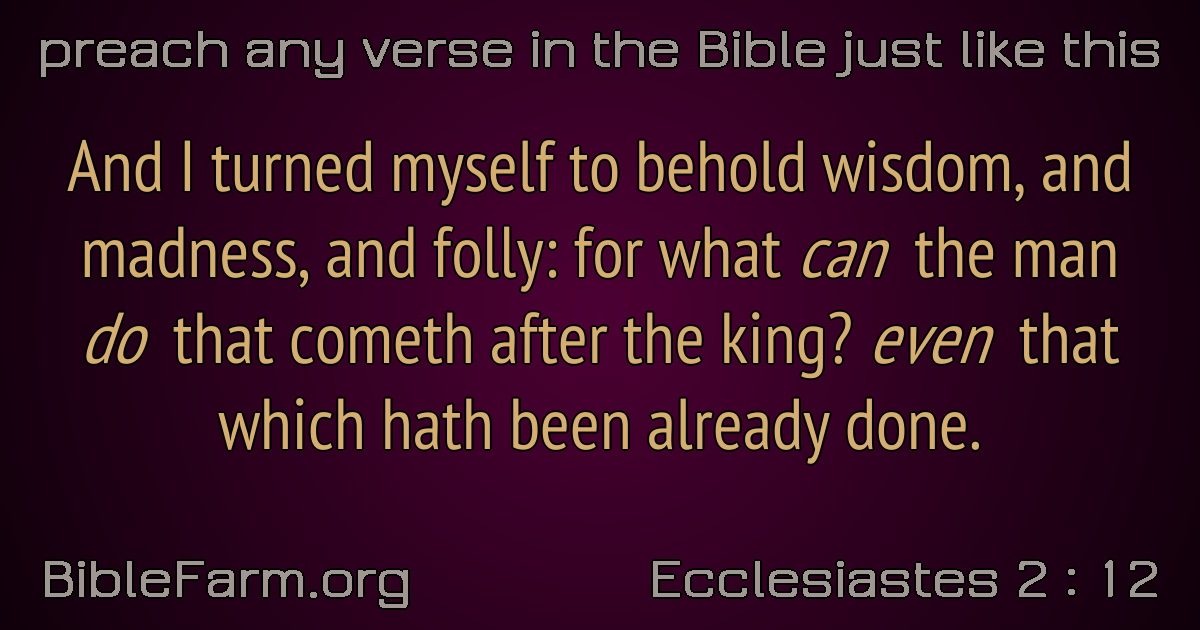 preach any verse in the Bible just like this
And I turned myself to behold wisdom, and
madness, and folly: for what can the man
do that cometh after the king? even that
which hath been already done.
BibleFarm.org
Ecclesiastes 2 : 12